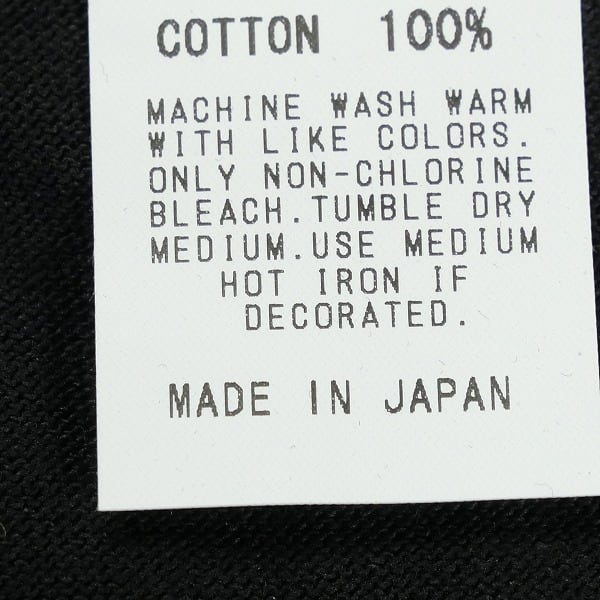 COTTON 100%
MACHINE WASH WARM
WITH LIKE COLORS.
ONLY NON-CHLORINE
BLEACH.TUMBLE DRY
MEDIUM.USE MEDIUM
HOT IRON IF
DECORATED.
MADE IN JAPAN